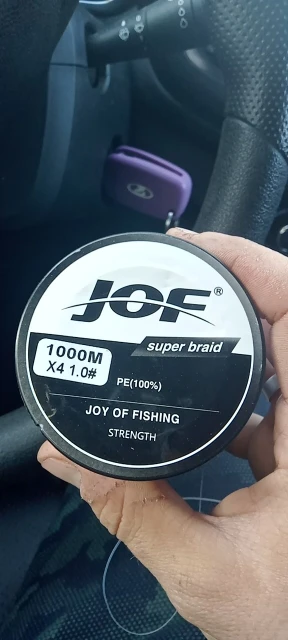 JOF®
super braid
1000M
X4 1.0#
PE(100%)
JOY OF FISHING
STRENGTH